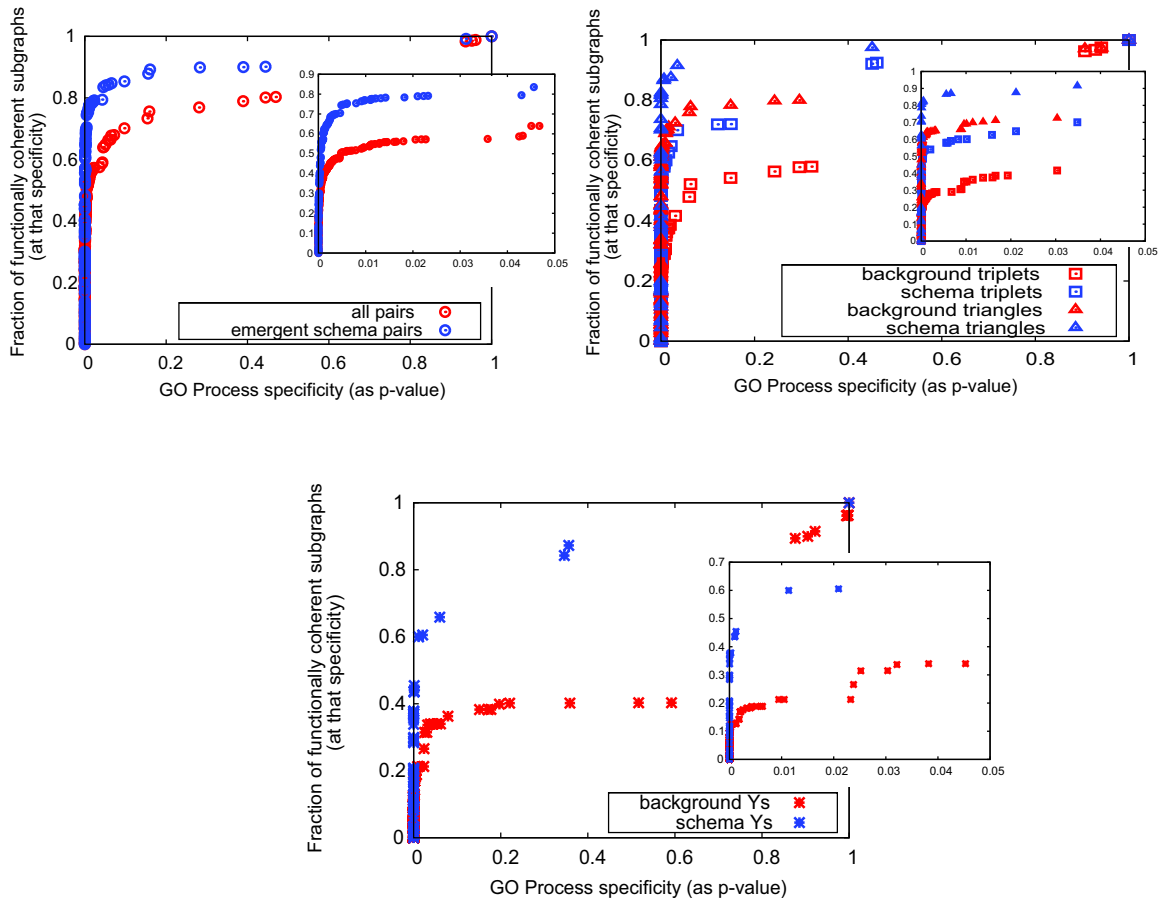 Fraction of functionally coherent subgraphs
(at that specificity)
1
0.8
0.6
0.4
0.2
0
0 0.2 0.4 0.6 0.8 1
GO Process specificity (as p-value)
all pairs
emergent schema pairs
0.9
0.8
0.7
0.6
0.5
0.4
0.3
0.2
0.1
0
0 0.01 0.02 0.03 0.04 0.05
Fraction of functionally coherent subgraphs
(at that specificity)
1
0.8
0.6
0.4
0.2
0
0 0.2 0.4 0.6 0.8 1
GO Process specificity (as p-value)
background triplets
schema triplets
background triangles
schema triangles
1
0.9
0.8
0.7
0.6
0.5
0.4
0.3
0.2
0.1
0
0 0.01 0.02 0.03 0.04 0.05
Fraction of functionally coherent subgraphs
(at that specificity)
1
0.8
0.6
0.4
0.2
0
0 0.2 0.4 0.6 0.8 1
GO Process specificity (as p-value)
background Ys
schema Ys
0.7
0.6
0.5
0.4
0.3
0.2
0.1
0
0 0.01 0.02 0.03 0.04 0.05